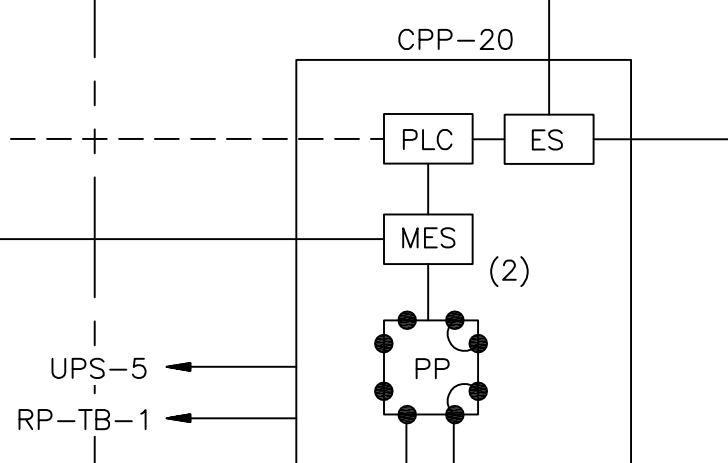 CPP-20
PLC
ES
MES
(2)
UPS-5
PP
RP-TB-1